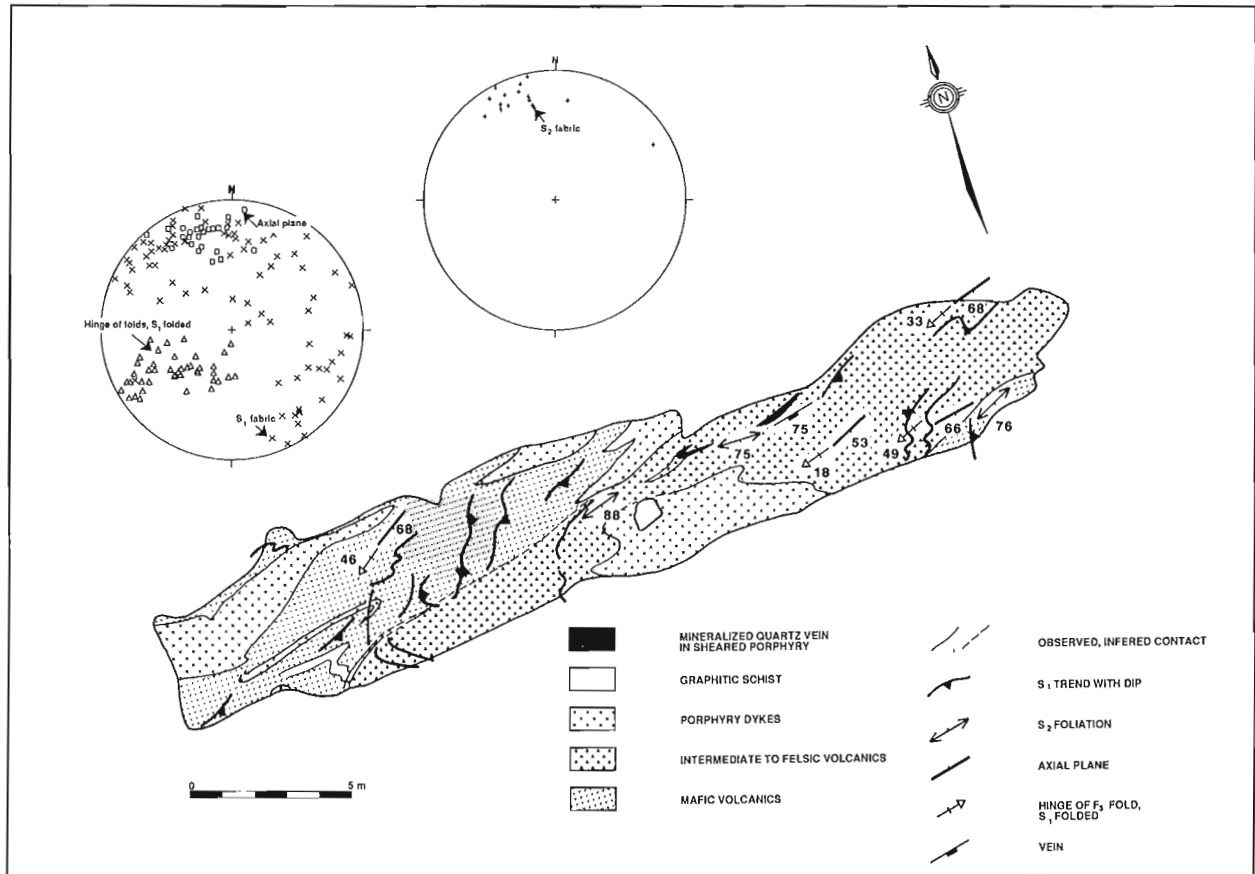 N
S2 fabric
N
N
Axial plane
Hinge of folds, S1 folded
S1 fabric
33
68
75
75
53
18
49
66
76
88
68
46
0 5 m
MINERALIZED QUARTZ VEIN
IN SHEARED PORPHYRY
GRAPHITIC SCHIST
PORPHYRY DYKES
INTERMEDIATE TO FELSIC VOLCANICS
MAFIC VOLCANICS
OBSERVED, INFERED CONTACT
S1 TREND WITH DIP
S2 FOLIATION
AXIAL PLANE
HINGE OF F3 FOLD,
S1 FOLDED
VEIN